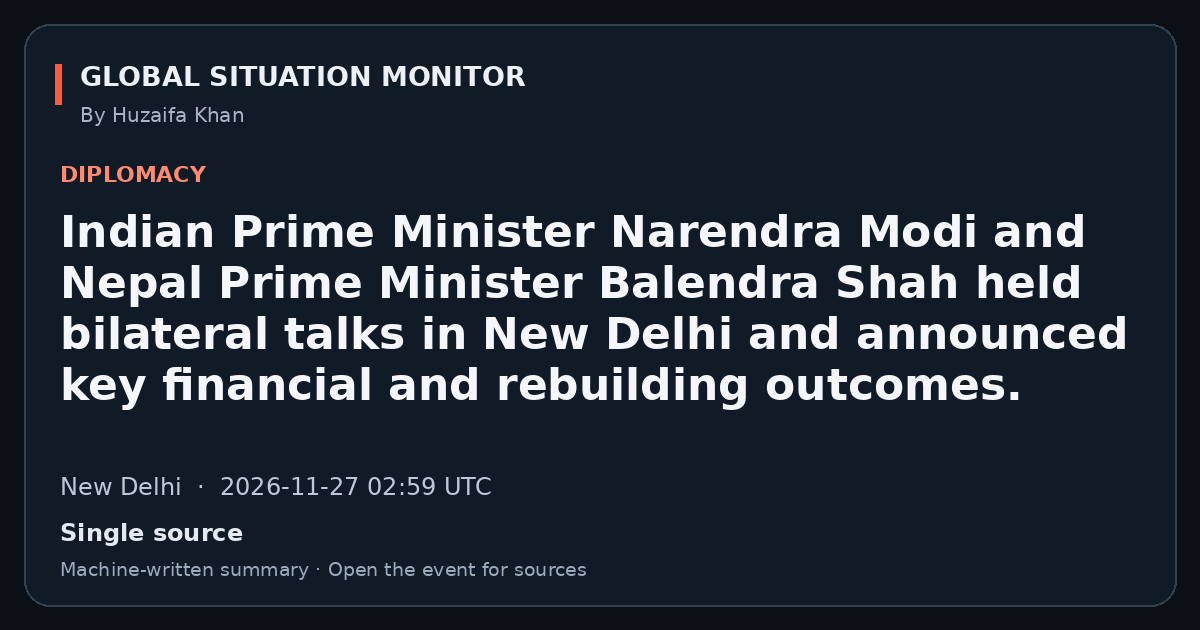 GLOBAL SITUATION MONITOR
By Huzaifa Khan
DIPLOMACY
Indian Prime Minister Narendra Modi and
Nepal Prime Minister Balendra Shah held
bilateral talks in New Delhi and announced
key financial and rebuilding outcomes.
New Delhi · 2026-11-27 02:59 UTC
Single source
Machine-written summary · Open the event for sources